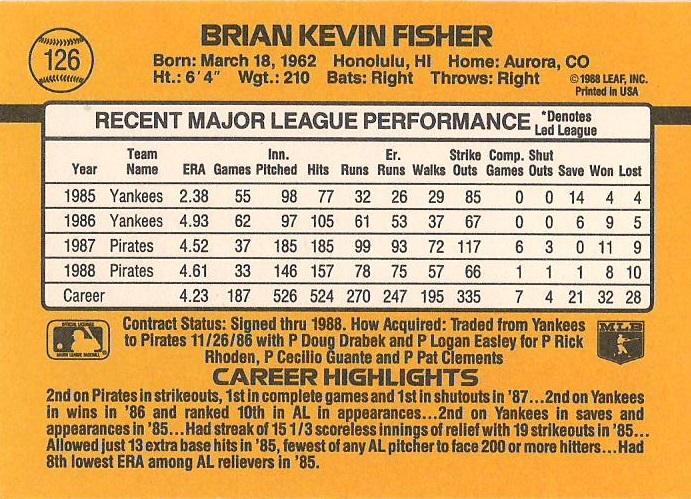 BRIAN KEVIN FISHER
126
Born: March 18, 1962 Honolulu, HI Home: Aurora, CO
Ht.: 6'4" Wgt.: 210 Bats: Right Throws: Right
©1988 LEAF, INC.
Printed in USA
RECENT MAJOR LEAGUE PERFORMANCE *Denotes Led League
Year Team Name ERA Games Inn. Pitched Hits Runs Er. Runs Walks Strike Outs Comp. Games Shut Outs Save Won Lost
1985 Yankees 2.38 55 98 77 32 26 29 85 0 0 14 4 4
1986 Yankees 4.93 62 97 105 61 53 37 67 0 0 6 9 5
1987 Pirates 4.52 37 185 185 99 93 72 117 6 3 0 11 9
1988 Pirates 4.61 33 146 157 78 75 57 66 1 1 1 8 10
Career 4.23 187 526 524 270 247 195 335 7 4 21 32 28
Contract Status: Signed thru 1988. How Acquired: Traded from Yankees
to Pirates 11/26/86 with P Doug Drabek and P Logan Easley for P Rick
Rhoden, P Cecilio Guante and P Pat Clements
MLB
CAREER HIGHLIGHTS
2nd on Pirates in strikeouts, 1st in complete games and 1st in shutouts in '87...2nd on Yankees
in wins in '86 and ranked 10th in AL in appearances...2nd on Yankees in saves and
appearances in '85...Had streak of 15 1/3 scoreless innings of relief with 19 strikeouts in '85...
Allowed just 13 extra base hits in '85, fewest of any AL pitcher to face 200 or more hitters...Had
8th lowest ERA among AL relievers in '85.